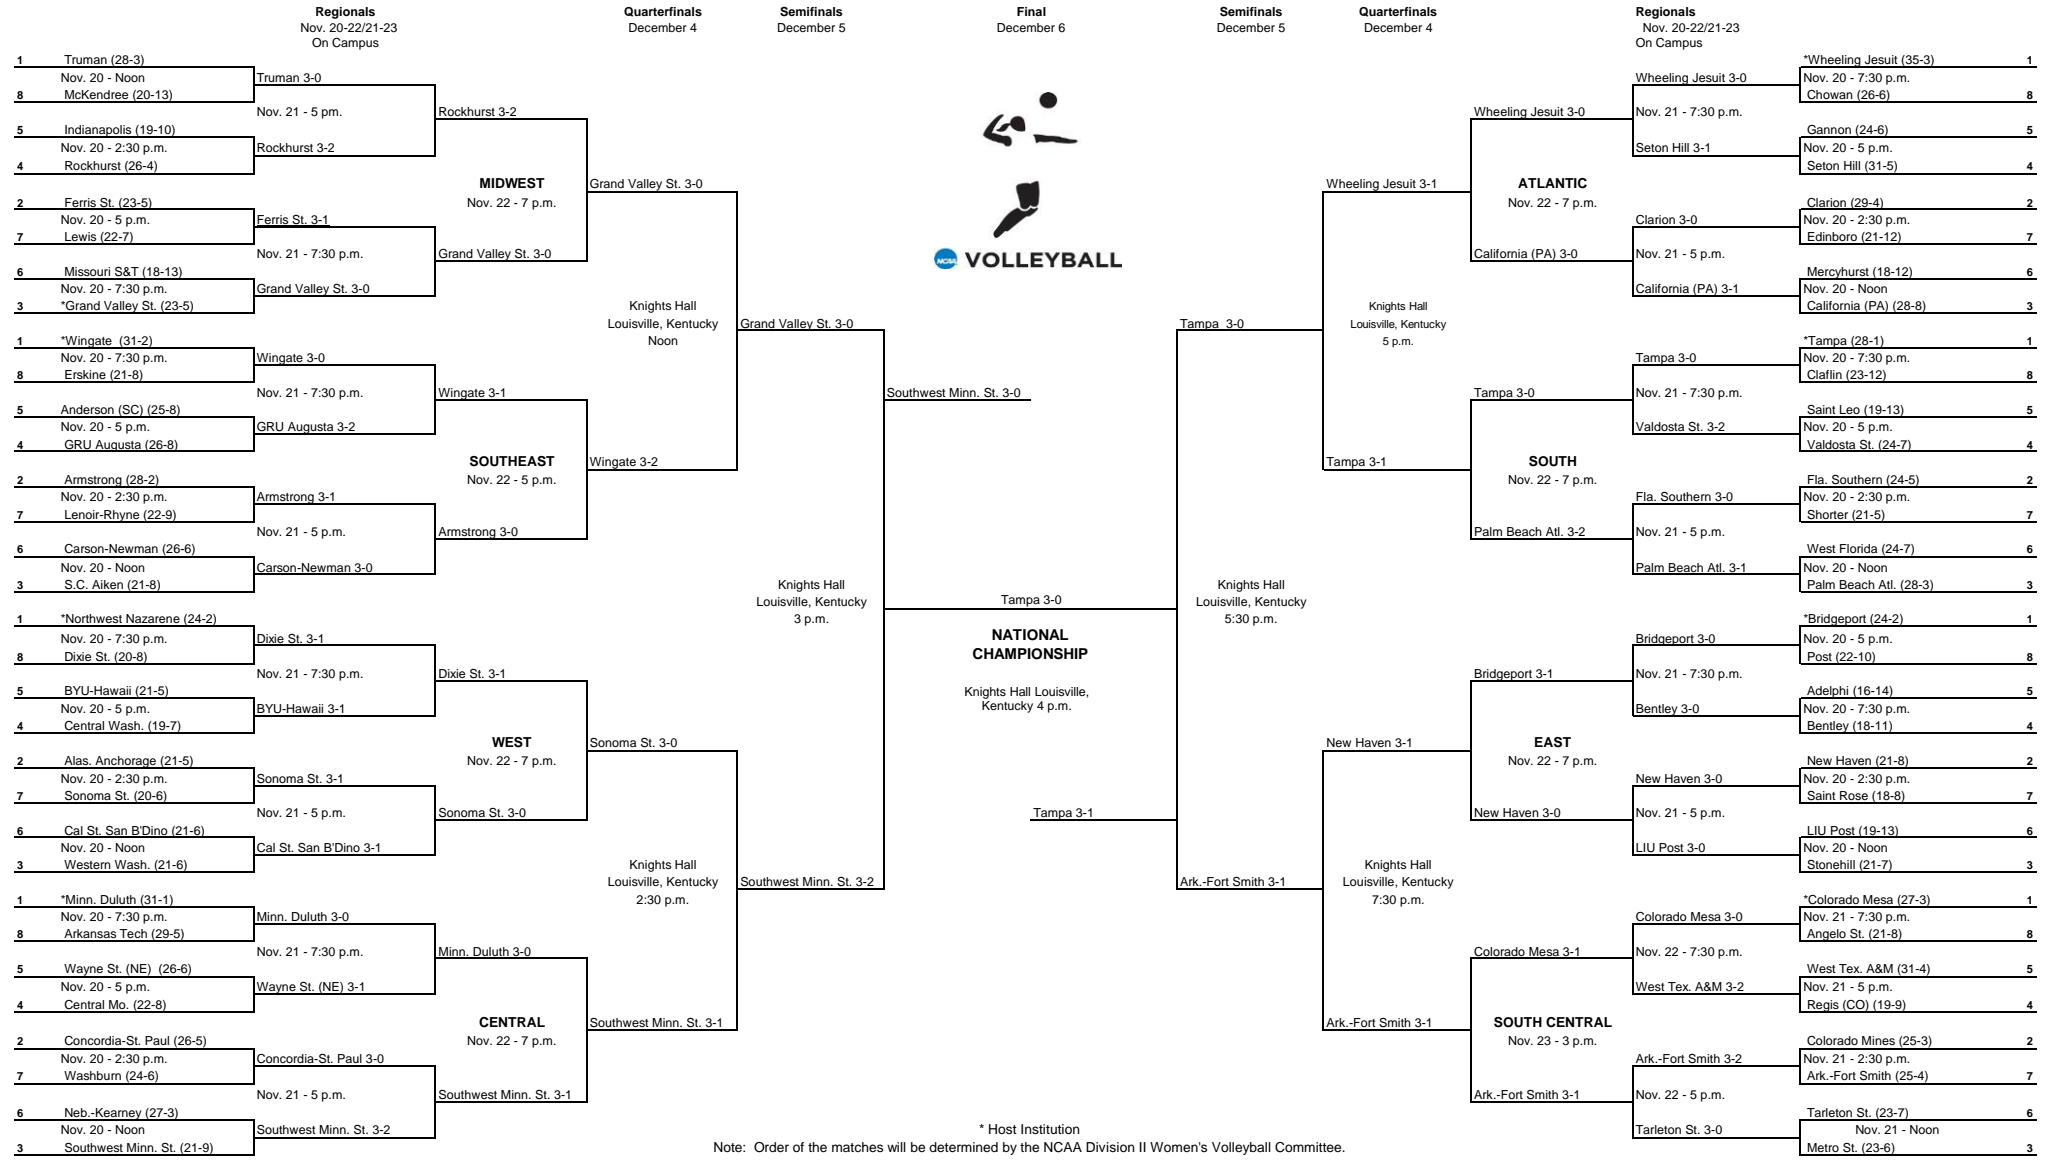 Regionals
Nov. 20-22/21-23
On Campus
Quarterfinals
December 4
Semifinals
December 5
Final
December 6
Semifinals
December 5
Quarterfinals
December 4
Regionals
Nov. 20-22/21-23
On Campus
1 Truman (28-3)
Nov. 20 - Noon
8 McKendree (20-13)
Truman 3-0
Nov. 21 - 5 pm.
5 Indianapolis (19-10)
Nov. 20 - 2:30 p.m.
4 Rockhurst (26-4)
Rockhurst 3-2
Rockhurst 3-2
MIDWEST
Nov. 22 - 7 p.m.
2 Ferris St. (23-5)
Nov. 20 - 5 p.m.
7 Lewis (22-7)
Ferris St. 3-1
Nov. 21 - 7:30 p.m.
6 Missouri S&T (18-13)
Nov. 20 - 7:30 p.m.
3 *Grand Valley St. (23-5)
Grand Valley St. 3-0
Grand Valley St. 3-0
Grand Valley St. 3-0
Knights Hall
Louisville, Kentucky
Noon
1 *Wingate (31-2)
Nov. 20 - 7:30 p.m.
8 Erskine (21-8)
Wingate 3-0
Nov. 21 - 7:30 p.m.
5 Anderson (SC) (25-8)
Nov. 20 - 5 p.m.
4 GRU Augusta (26-8)
GRU Augusta 3-2
Wingate 3-1
SOUTHEAST
Nov. 22 - 5 p.m.
2 Armstrong (28-2)
Nov. 20 - 2:30 p.m.
7 Lenoir-Rhyne (22-9)
Armstrong 3-1
Nov. 21 - 5 p.m.
6 Carson-Newman (26-6)
Nov. 20 - Noon
3 S.C. Aiken (21-8)
Carson-Newman 3-0
Armstrong 3-0
Wingate 3-2
Grand Valley St. 3-0
Knights Hall
Louisville, Kentucky
3 p.m.
1 *Northwest Nazarene (24-2)
Nov. 20 - 7:30 p.m.
8 Dixie St. (20-8)
Dixie St. 3-1
Nov. 21 - 7:30 p.m.
5 BYU-Hawaii (21-5)
Nov. 20 - 5 p.m.
4 Central Wash. (19-7)
BYU-Hawaii 3-1
Dixie St. 3-1
WEST
Nov. 22 - 7 p.m.
2 Alas. Anchorage (21-5)
Nov. 20 - 2:30 p.m.
7 Sonoma St. (20-6)
Sonoma St. 3-1
Nov. 21 - 5 p.m.
6 Cal St. San B'Dino (21-6)
Nov. 20 - Noon
3 Western Wash. (21-6)
Cal St. San B'Dino 3-1
Sonoma St. 3-0
Sonoma St. 3-0
Knights Hall
Louisville, Kentucky
2:30 p.m.
1 *Minn. Duluth (31-1)
Nov. 20 - 7:30 p.m.
8 Arkansas Tech (29-5)
Minn. Duluth 3-0
Nov. 21 - 7:30 p.m.
5 Wayne St. (NE) (26-6)
Nov. 20 - 5 p.m.
4 Central Mo. (22-8)
Wayne St. (NE) 3-1
Minn. Duluth 3-0
CENTRAL
Nov. 22 - 7 p.m.
2 Concordia-St. Paul (26-5)
Nov. 20 - 2:30 p.m.
7 Washburn (24-6)
Concordia-St. Paul 3-0
Nov. 21 - 5 p.m.
6 Neb.-Kearney (27-3)
Nov. 20 - Noon
3 Southwest Minn. St. (21-9)
Southwest Minn. St. 3-2
Southwest Minn. St. 3-1
Southwest Minn. St. 3-1
Southwest Minn. St. 3-2
Southwest Minn. St. 3-0
NCAA VOLLEYBALL
Tampa 3-0
NATIONAL
CHAMPIONSHIP
Knights Hall Louisville,
Kentucky 4 p.m.
Tampa 3-1
*Wheeling Jesuit (35-3) 1
Nov. 20 - 7:30 p.m.
Chowan (26-6) 8
Wheeling Jesuit 3-0
Nov. 21 - 7:30 p.m.
Gannon (24-6) 5
Nov. 20 - 5 p.m.
Seton Hill (31-5) 4
Seton Hill 3-1
Wheeling Jesuit 3-0
ATLANTIC
Nov. 22 - 7 p.m.
Clarion (29-4) 2
Nov. 20 - 2:30 p.m.
Edinboro (21-12) 7
Clarion 3-0
Nov. 21 - 5 p.m.
Mercyhurst (18-12) 6
Nov. 20 - Noon
California (PA) (28-8) 3
California (PA) 3-1
California (PA) 3-0
Wheeling Jesuit 3-1
Knights Hall
Louisville, Kentucky
5 p.m.
*Tampa (28-1) 1
Nov. 20 - 7:30 p.m.
Claflin (23-12) 8
Tampa 3-0
Nov. 21 - 7:30 p.m.
Saint Leo (19-13) 5
Nov. 20 - 5 p.m.
Valdosta St. (24-7) 4
Valdosta St. 3-2
Tampa 3-0
SOUTH
Nov. 22 - 7 p.m.
Fla. Southern (24-5) 2
Nov. 20 - 2:30 p.m.
Shorter (21-5) 7
Fla. Southern 3-0
Nov. 21 - 5 p.m.
West Florida (24-7) 6
Nov. 20 - Noon
Palm Beach Atl. (28-3) 3
Palm Beach Atl. 3-1
Palm Beach Atl. 3-2
Tampa 3-1
Tampa 3-0
Knights Hall
Louisville, Kentucky
5:30 p.m.
*Bridgeport (24-2) 1
Nov. 20 - 5 p.m.
Post (22-10) 8
Bridgeport 3-0
Nov. 21 - 7:30 p.m.
Adelphi (16-14) 5
Nov. 20 - 7:30 p.m.
Bentley (18-11) 4
Bentley 3-0
Bridgeport 3-1
EAST
Nov. 22 - 7 p.m.
New Haven (21-8) 2
Nov. 20 - 2:30 p.m.
Saint Rose (18-8) 7
New Haven 3-0
Nov. 21 - 5 p.m.
LIU Post (19-13) 6
Nov. 20 - Noon
Stonehill (21-7) 3
LIU Post 3-0
New Haven 3-0
New Haven 3-1
Knights Hall
Louisville, Kentucky
7:30 p.m.
*Colorado Mesa (27-3) 1
Nov. 21 - 7:30 p.m.
Angelo St. (21-8) 8
Colorado Mesa 3-0
Nov. 22 - 7:30 p.m.
West Tex. A&M (31-4) 5
Nov. 21 - 5 p.m.
Regis (CO) (19-9) 4
West Tex. A&M 3-2
Colorado Mesa 3-1
SOUTH CENTRAL
Nov. 23 - 3 p.m.
Colorado Mines (25-3) 2
Nov. 21 - 2:30 p.m.
Ark.-Fort Smith (25-4) 7
Ark.-Fort Smith 3-2
Nov. 22 - 5 p.m.
Tarleton St. (23-7) 6
Nov. 21 - Noon
Metro St. (23-6) 3
Tarleton St. 3-0
Ark.-Fort Smith 3-1
Ark.-Fort Smith 3-1
Ark.-Fort Smith 3-1
* Host Institution
Note: Order of the matches will be determined by the NCAA Division II Women's Volleyball Committee.